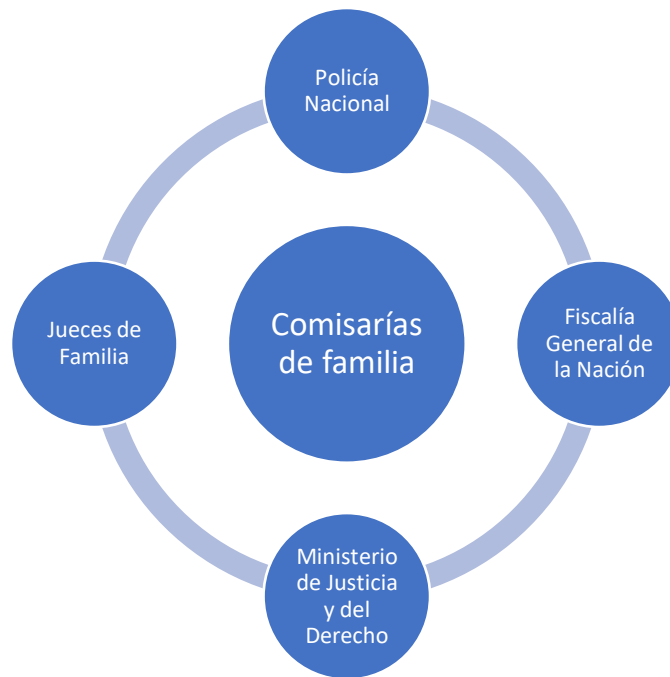 Policía
Nacional
Jueces de
Familia
Comisarías
de familia
Fiscalía
General de
la Nación
Ministerio
de Justicia
y del
Derecho